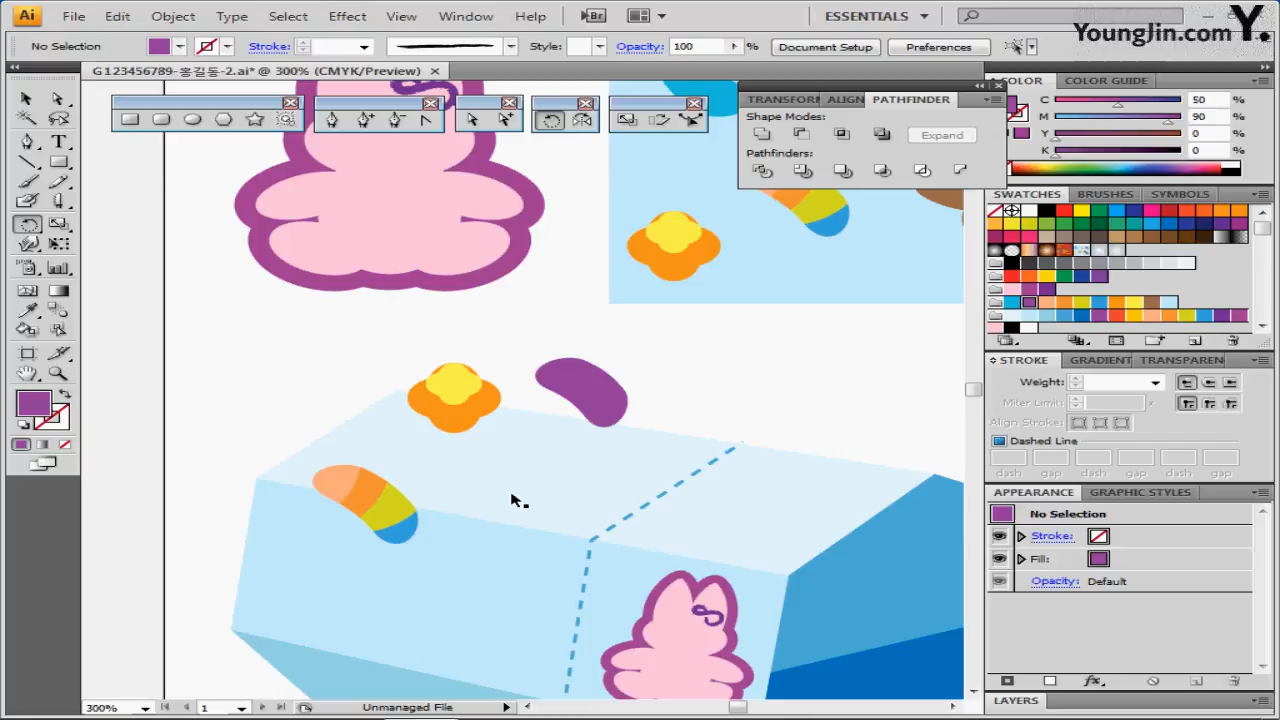 Ai File Edit Object Type Select Effect View Window Help Br ESSENTIALS
YoungJin.com Y.
No Selection Stroke: Style: Opacity: 100 % Document Setup Preferences
G123456789-홍길동-2.ai* @ 300% (CMYK/Preview) ×
COLOR COLOR GUIDE
TRANSFORM ALIGN PATHFINDER
Shape Modes:
Expand
Pathfinders:
C 50 %
M 90 %
Y 0 %
K 0 %
SWATCHES BRUSHES SYMBOLS
STROKE GRADIENT TRANSPAREN
Weight:
Miter Limit: x
Align Stroke:
Dashed Line
dash gap dash gap dash gap
APPEARANCE GRAPHIC STYLES
No Selection
Stroke:
Fill:
Opacity: Default
fx
LAYERS
300% 1 Unmanaged File